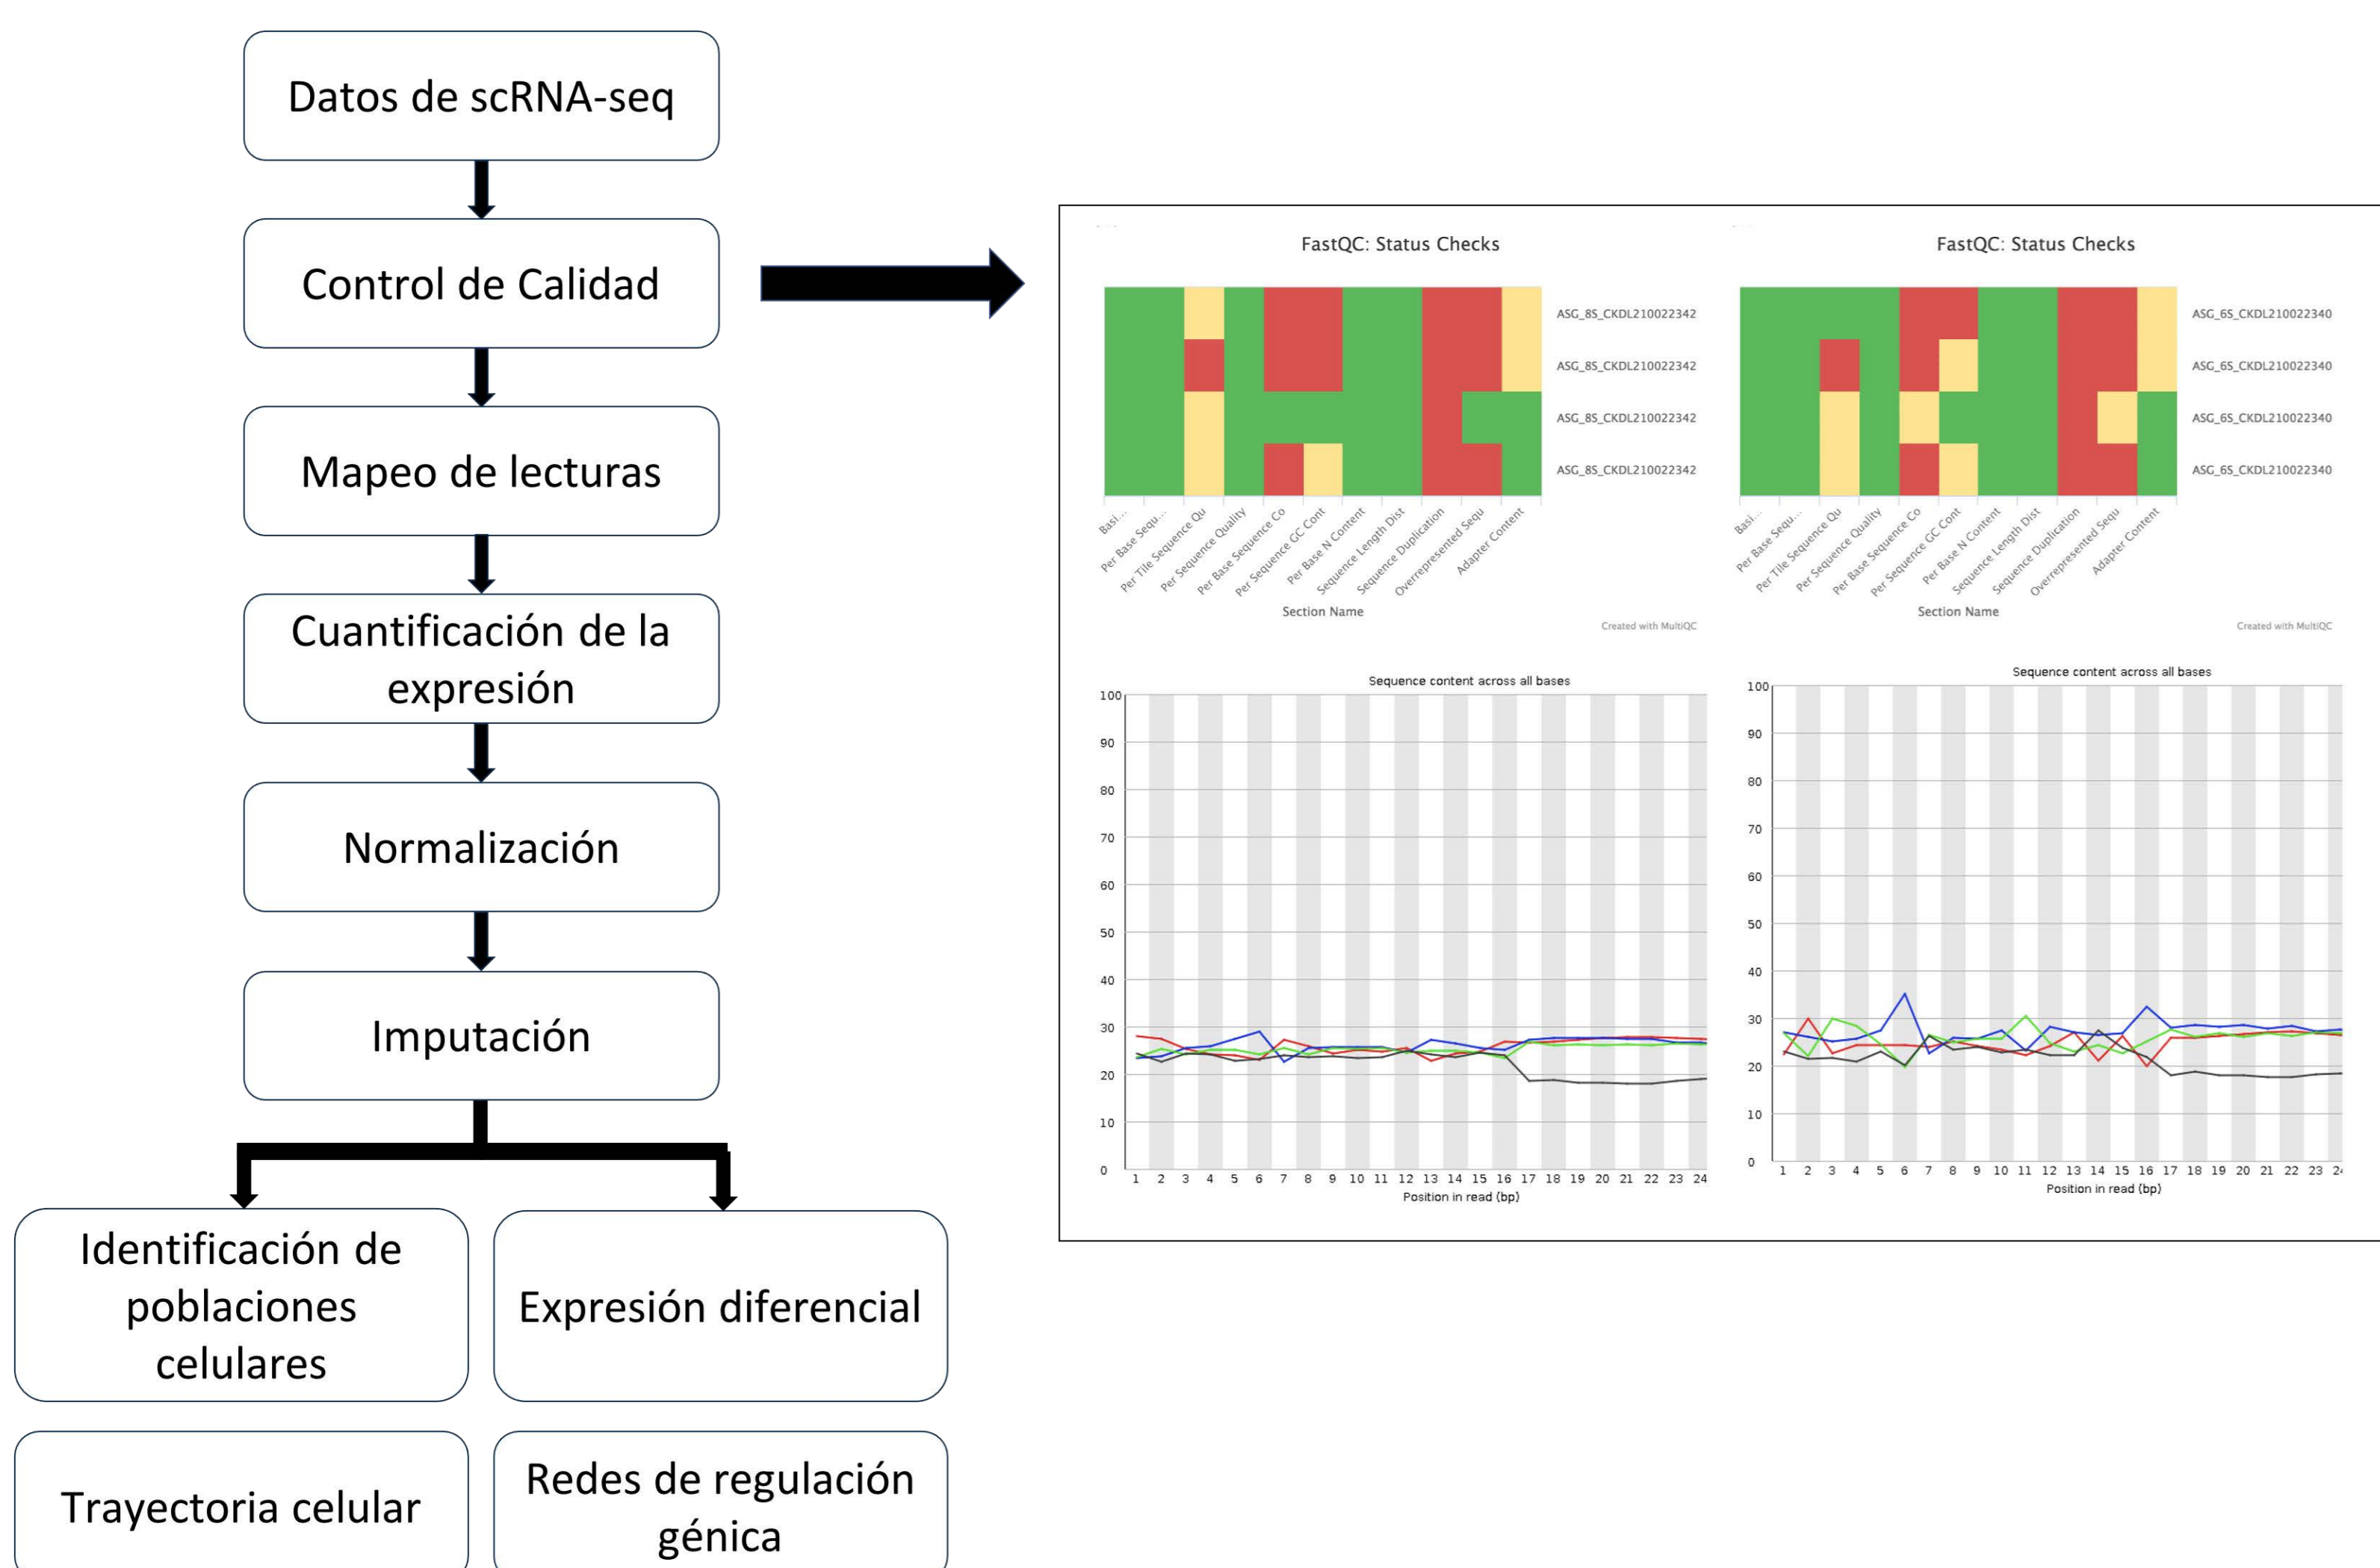 Datos de scRNA-seq
Control de Calidad
Mapeo de lecturas
Cuantificación de la
expresión
Normalización
Imputación
Identificación de
poblaciones
celulares
Expresión diferencial
Trayectoria celular
Redes de regulación
génica
FastQC: Status Checks
ASG_8S_CKDL210022342
ASG_8S_CKDL210022342
ASG_8S_CKDL210022342
ASG_8S_CKDL210022342
Basi...
Per Base Sequ...
Per Tile Sequence Qu
Per Sequence Quality
Per Base Sequence Co
Per Sequence GC Cont
Per Base N Content
Sequence Length Dist
Sequence Duplication
Overrepresented Sequ
Adapter Content
Section Name
Created with MultiQC
FastQC: Status Checks
ASG_6S_CKDL210022340
ASG_6S_CKDL210022340
ASG_6S_CKDL210022340
ASG_6S_CKDL210022340
Basi...
Per Base Sequ...
Per Tile Sequence Qu
Per Sequence Quality
Per Base Sequence Co
Per Sequence GC Cont
Per Base N Content
Sequence Length Dist
Sequence Duplication
Overrepresented Sequ
Adapter Content
Section Name
Created with MultiQC
Sequence content across all bases
100
90
80
70
60
50
40
30
20
10
0
1 2 3 4 5 6 7 8 9 10 11 12 13 14 15 16 17 18 19 20 21 22 23 24
Position in read (bp)
Sequence content across all bases
100
90
80
70
60
50
40
30
20
10
0
1 2 3 4 5 6 7 8 9 10 11 12 13 14 15 16 17 18 19 20 21 22 23
Position in read (bp)